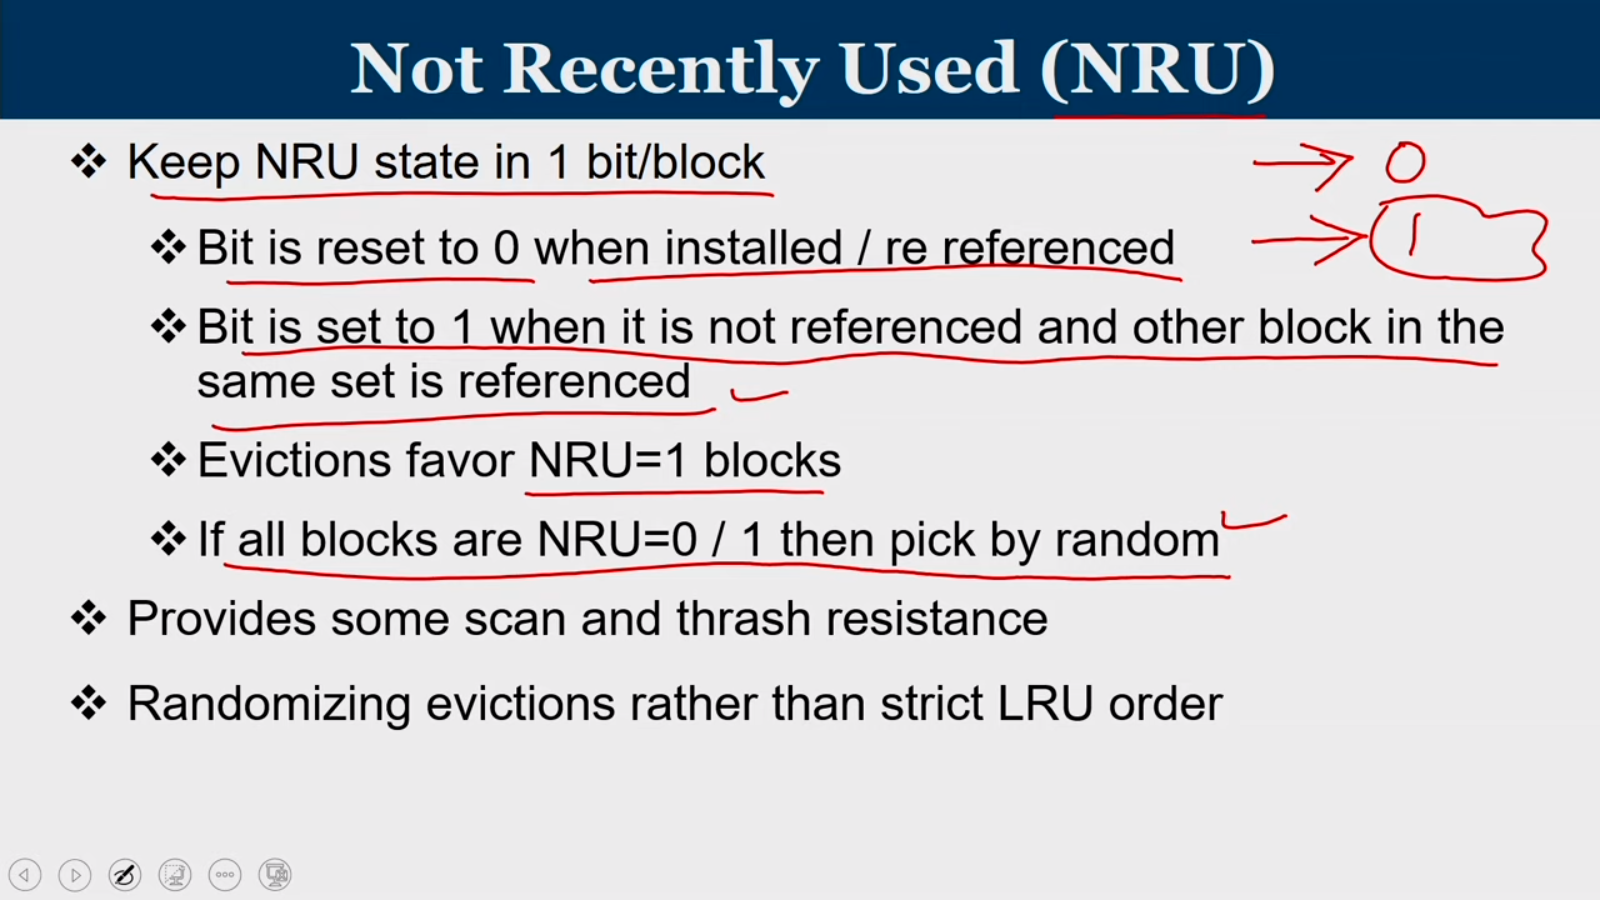 Not Recently Used (NRU)
❖ Keep NRU state in 1 bit/block
0
❖ Bit is reset to 0 when installed / re referenced
1
❖ Bit is set to 1 when it is not referenced and other block in the
same set is referenced
❖ Evictions favor NRU=1 blocks
❖ If all blocks are NRU=0 / 1 then pick by random
❖ Provides some scan and thrash resistance
❖ Randomizing evictions rather than strict LRU order